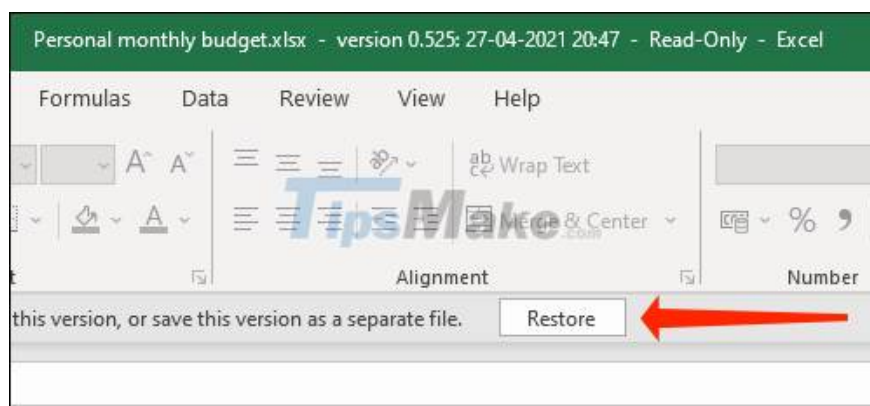 Personal monthly budget.xlsx - version 0.525: 27-04-2021 20:47 - Read-Only - Excel
Formulas Data Review View Help
A^ A˅ ab Wrap Text
A Merge & Center % 9
TipsMake.com
t Alignment Number
this version, or save this version as a separate file. Restore